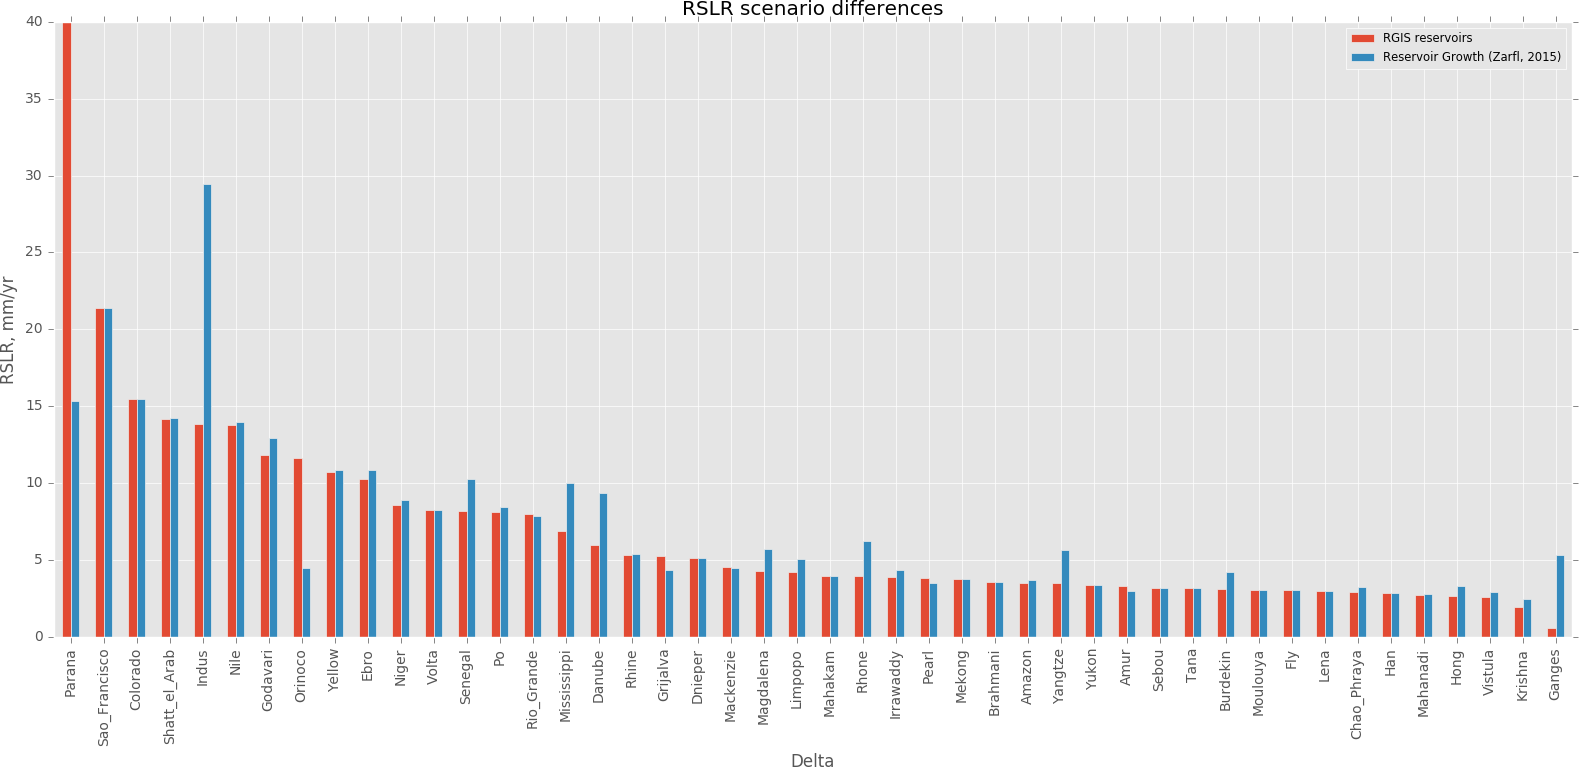 RSLR scenario differences
RGIS reservoirs
Reservoir Growth (Zarfl, 2015)
RSLR, mm/yr
40
35
30
25
20
15
10
5
0
Parana
Sao_Francisco
Colorado
Shatt_el_Arab
Indus
Nile
Godavari
Orinoco
Yellow
Ebro
Niger
Volta
Senegal
Po
Rio_Grande
Mississippi
Danube
Rhine
Grijalva
Dnieper
Mackenzie
Magdalena
Limpopo
Mahakam
Rhone
Irrawaddy
Pearl
Mekong
Brahmani
Amazon
Yangtze
Yukon
Amur
Sebou
Tana
Burdekin
Moulouya
Fly
Lena
Chao_Phraya
Han
Mahanadi
Hong
Vistula
Krishna
Ganges
Delta